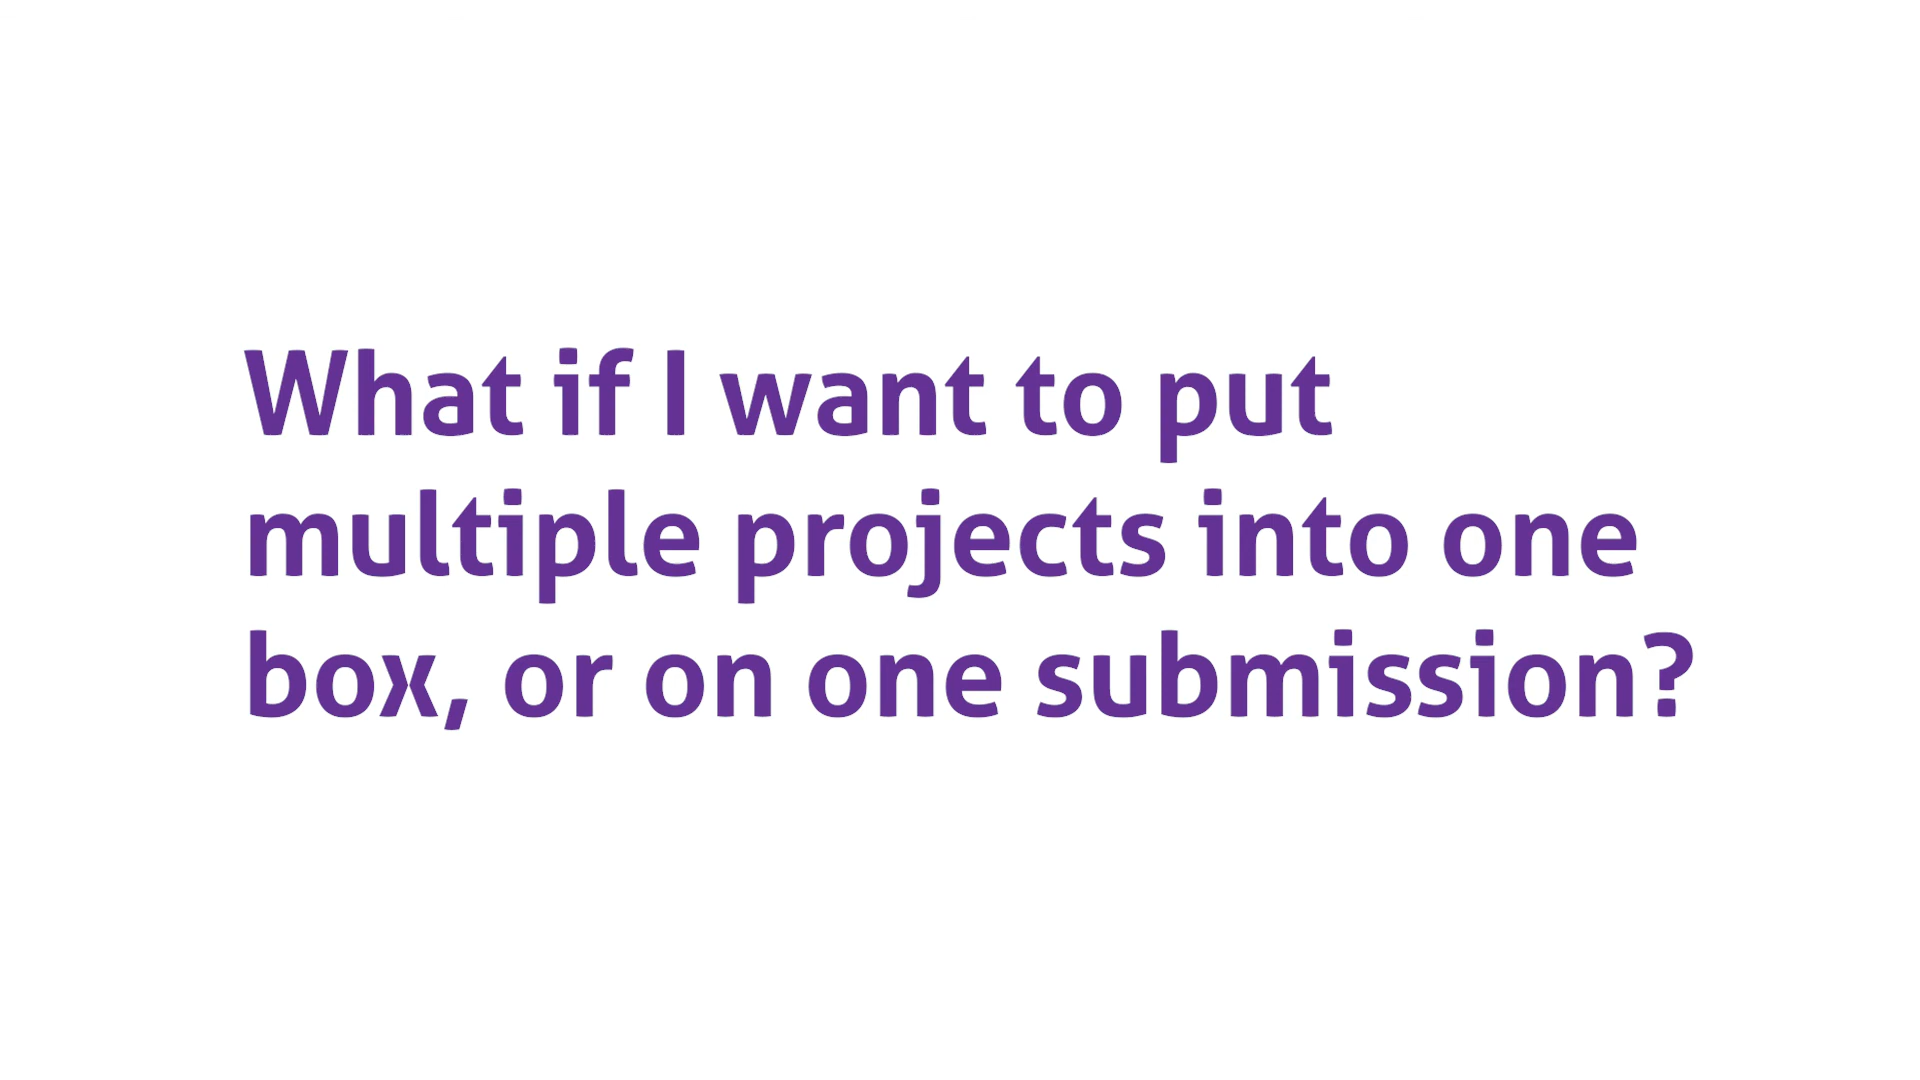 What if I want to put
multiple projects into one
box, or on one submission?